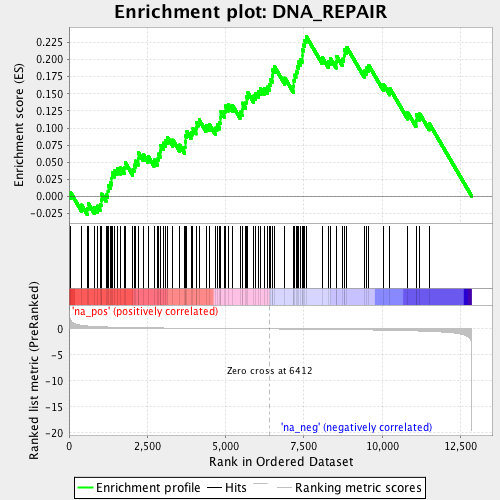 Enrichment plot: DNA_REPAIR
Enrichment score (ES)
0.225
0.200
0.175
0.150
0.125
0.100
0.075
0.050
0.025
0.000
-0.025
'na_pos' (positively correlated)
Ranked list metric (PreRanked)
0
-5
-10
-15
-20
Zero cross at 6412
'na_neg' (negatively correlated)
0
2,500
5,000
7,500
10,000
12,500
Rank in Ordered Dataset
Enrichment profile
Hits
Ranking metric scores